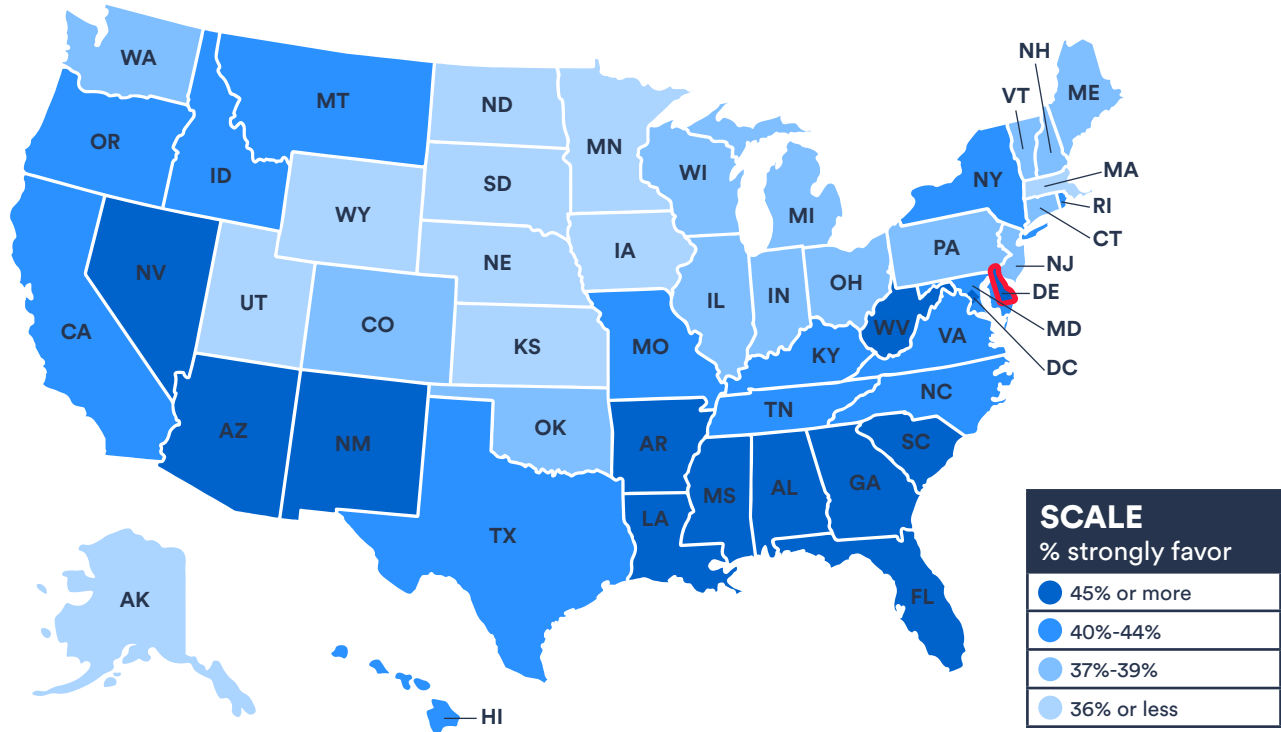 NH
WA
ME
MT
VT
ND
OR
MN
WI
MA
ID
NY
SD
RI
WY
MI
CT
PA
IA
NE
NJ
NV
OH
IN
DE
UT
IL
CO
MD
CA
WV
VA
KS
MO
KY
DC
NC
TN
OK
AZ
SC
NM
AR
GA
AL
MS
LA
SCALE
TX
% strongly favor
45% or more
AK
FL
40%-44%
37%-39%
36% or less
HI